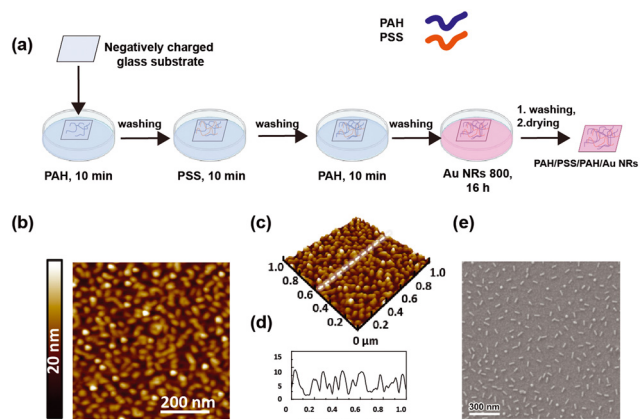 PAH
PSS
(a)
Negatively charged
glass substrate
washing
washing
washing
1. washing,
2.drying
PAH, 10 min
PSS, 10 min
PAH, 10 min
Au NRs 800,
16 h
PAH/PSS/PAH/Au NRs
(b)
20 nm
200 nm
(c)
1.0
0.8
0.6
0.4
0.2
0 µm
0.2
0.4
0.6
0.8
1.0
(d)
15
10
5
0
0
0.2
0.4
0.6
0.8
1.0
(e)
300 nm